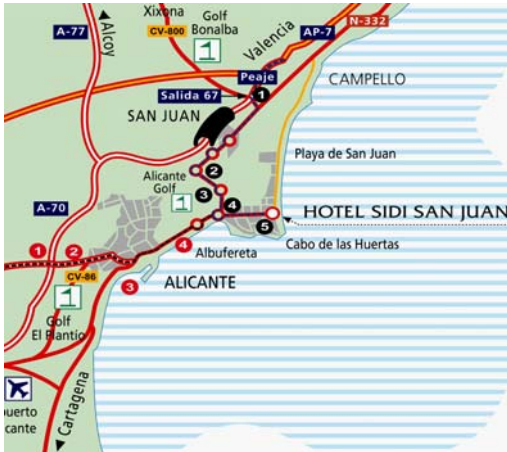 Xixona
Golf
Bonalba
1
N-332
Alcoy
A-77
CV-800
Valencia
AP-7
Peaje
CAMPELLO
Salida 67
1
SAN JUAN
Playa de San Juan
2
Alicante
Golf
1
3
4
A-70
HOTEL SIDI SAN JUAN
5
1
2
4
Albufereta
Cabo de las Huertas
CV-86
3
ALICANTE
1
Golf
El Plantio
puerto
cante
Cartagena